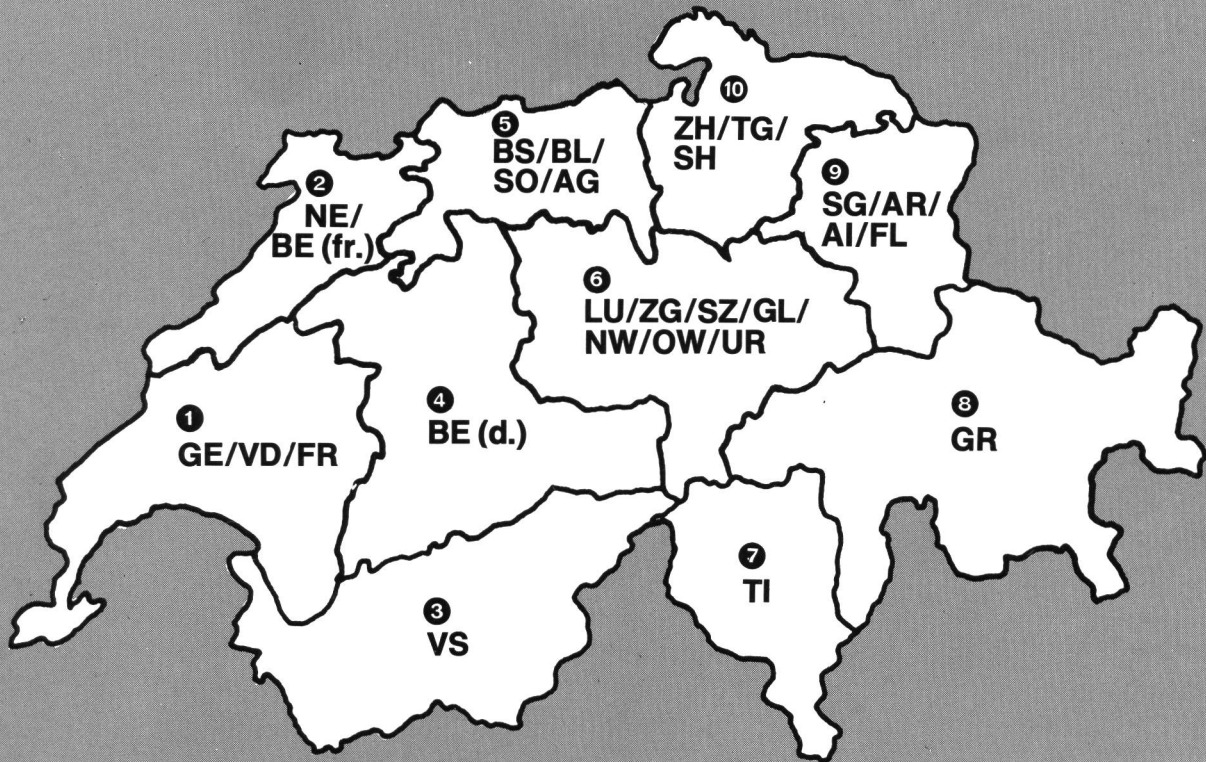 1
GE/VD/FR
2
NE/
BE (fr.)
3
VS
4
BE (d.)
5
BS/BL/
SO/AG
6
LU/ZG/SZ/GL/
NW/OW/UR
7
TI
8
GR
9
SG/AR/
AI/FL
10
ZH/TG/
SH